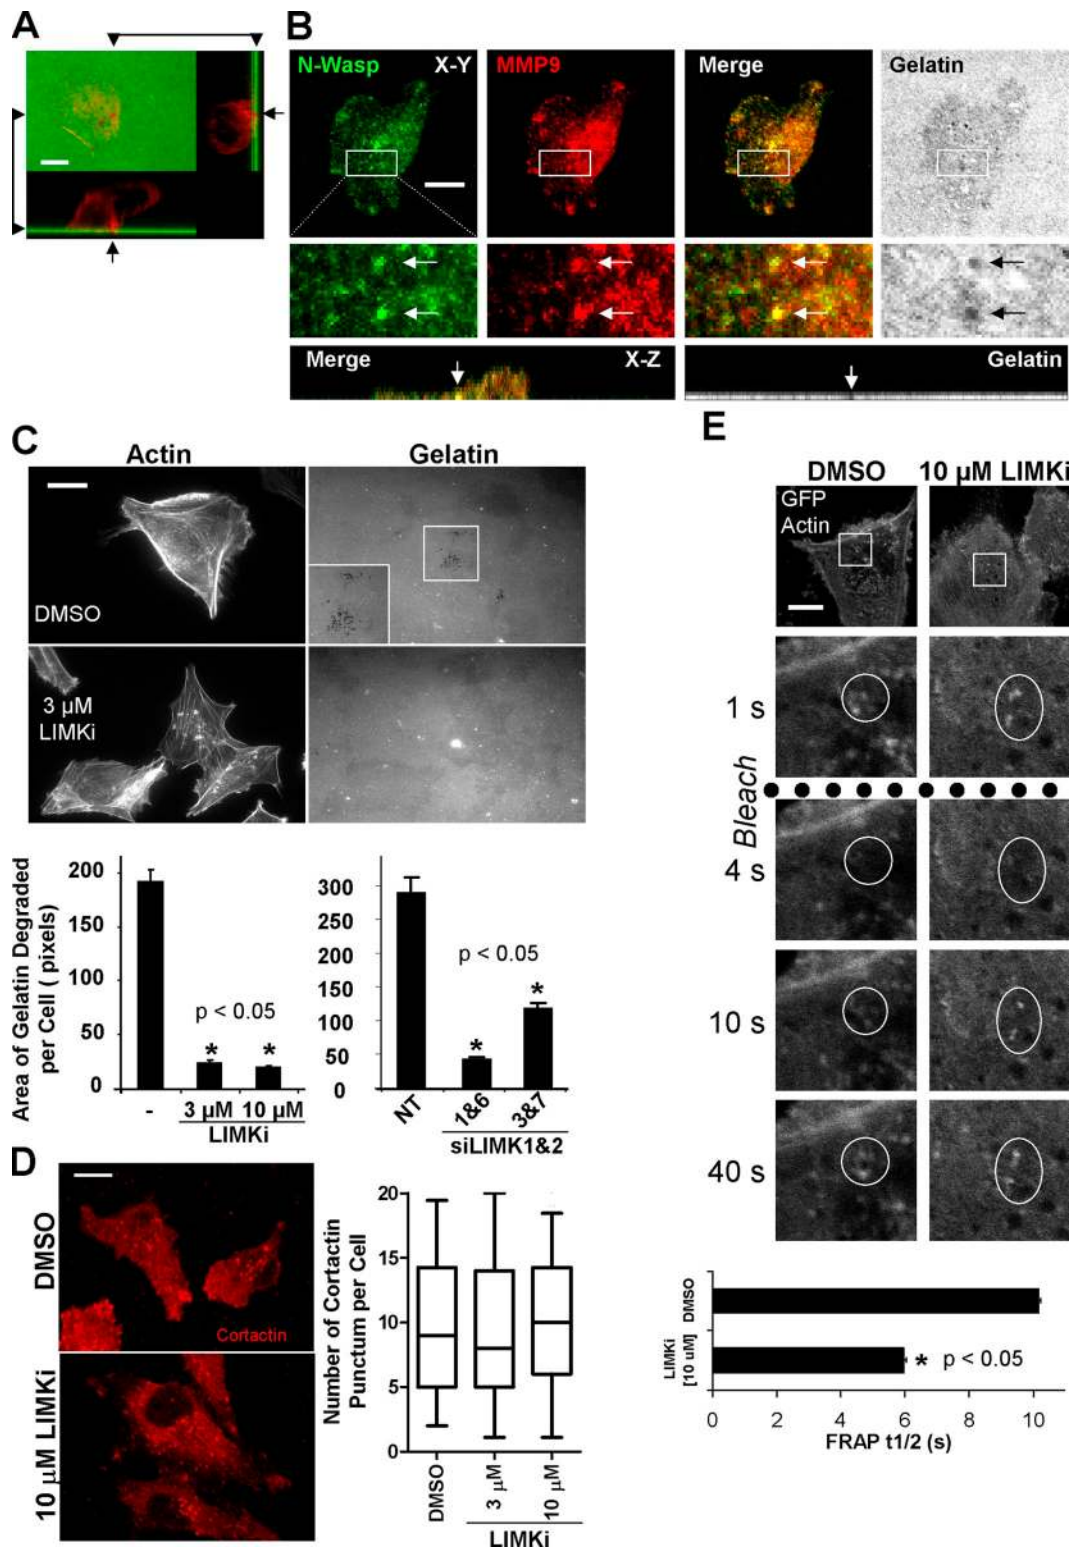 A
B
N-Wasp X-Y
MMP9
Merge
Gelatin
Merge X-Z
Gelatin
C
Actin
Gelatin
DMSO
3 µM
LIMKi
Area of Gelatin Degraded
per Cell ( pixels)
200
150
100
50
0
p < 0.05
* *
- 3 µM 10 µM
LIMKi
300
250
200
150
100
50
0
p < 0.05
*
*
NT 1&6 3&7
siLIMK1&2
D
DMSO
Cortactin
10 µM LIMKi
Number of Cortactin
Punctum per Cell
20
15
10
5
0
DMSO 3 µM 10 µM
LIMKi
E
DMSO 10 µM LIMKi
GFP
Actin
1 s
Bleach
4 s
10 s
40 s
DMSO
LIMKi
[10 uM]
* p < 0.05
0 2 4 6 8 10
FRAP t1/2 (s)